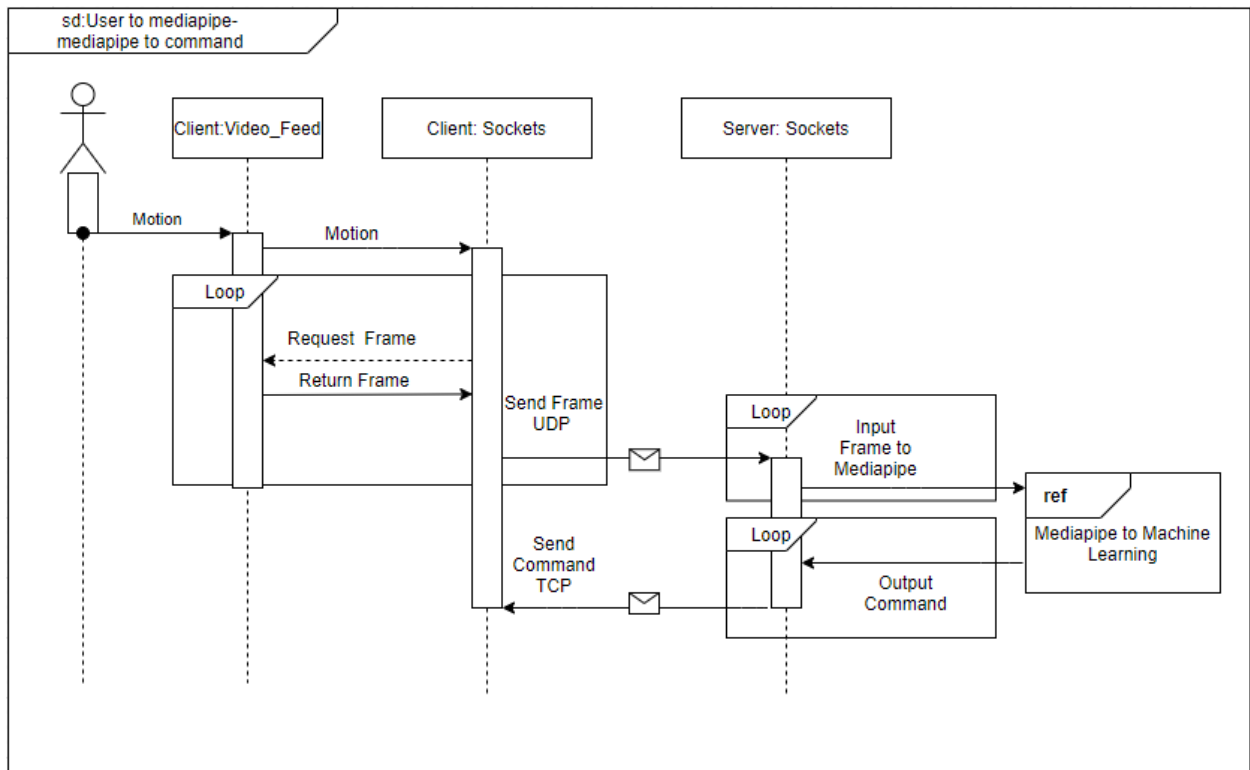 sd:User to mediapipe-
mediapipe to command
Client:Video_Feed
Client: Sockets
Server: Sockets
Motion
Motion
Loop
Request  Frame
Return Frame
Send Frame
UDP
Loop
Input
Frame to
Mediapipe
ref
Mediapipe to Machine
Learning
Loop
Send
Command
TCP
Output
Command